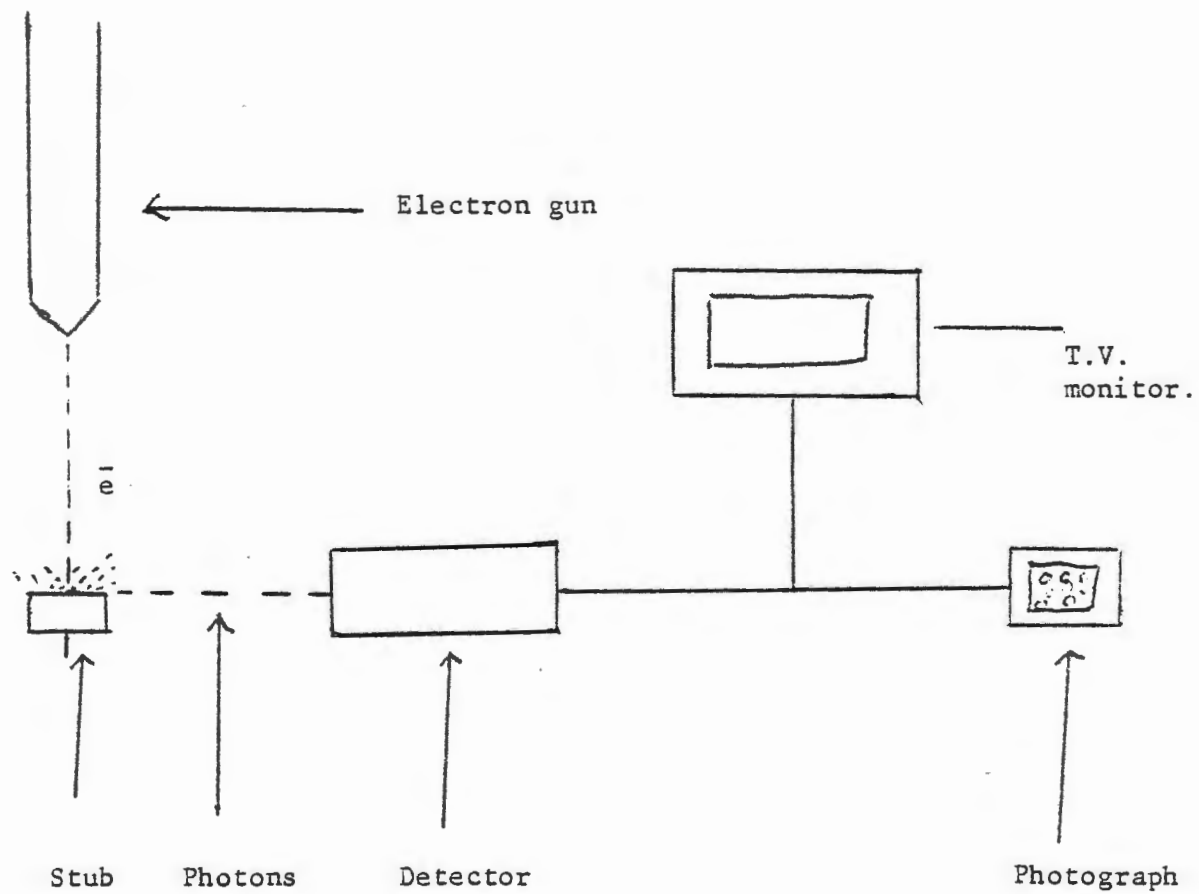 Electron gun
T.V.
monitor.
e̅
Stub Photons Detector Photograph